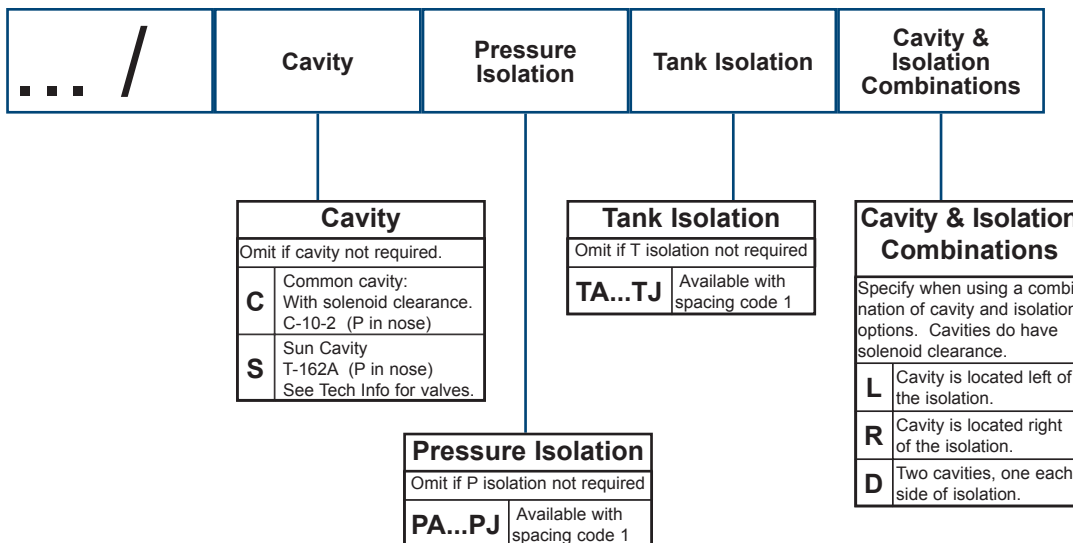 ... /
Cavity
Pressure
Isolation
Tank Isolation
Cavity &
Isolation
Combinations
Cavity
Omit if cavity not required.
C
Common cavity:
With solenoid clearance.
C-10-2 (P in nose)
S
Sun Cavity
T-162A (P in nose)
See Tech Info for valves.
Pressure Isolation
Omit if P isolation not required
PA...PJ
Available with
spacing code 1
Tank Isolation
Omit if T isolation not required
TA...TJ
Available with
spacing code 1
Cavity & Isolation
Combinations
Specify when using a combi
nation of cavity and isolation
options. Cavities do have
solenoid clearance.
L
Cavity is located left of
the isolation.
R
Cavity is located right
of the isolation.
D
Two cavities, one each
side of isolation.